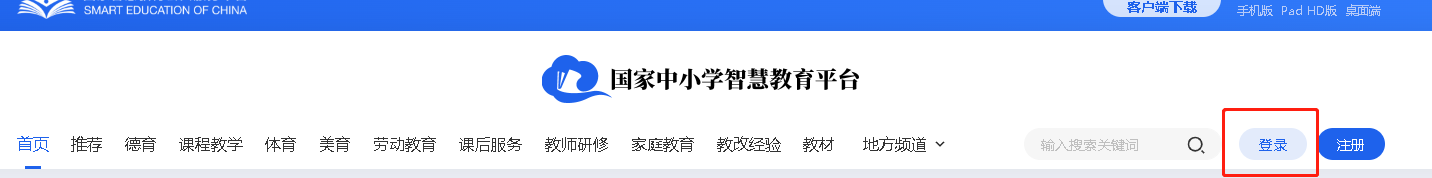 SMART EDUCATION OF CHINA
客户端下载
手机版 Pad HD版 桌面端
国家中小学智慧教育平台
首页 推荐 德育 课程教学 体育 美育 劳动教育 课后服务 教师研修 家庭教育 教改经验 教材 地方频道 输入搜索关键词 登录 注册